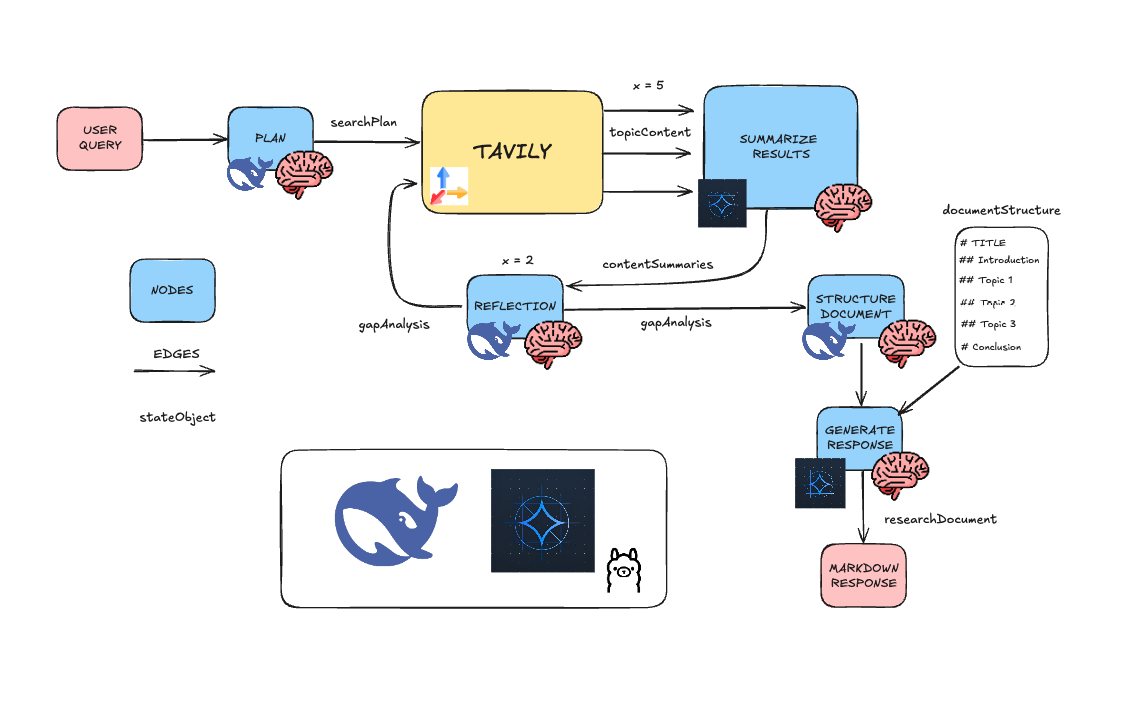 x = 5
USER
QUERY
PLAN
searchPlan
TAVILY
topicContent
SUMMARIZE
RESULTS
documentStructure
# TITLE
## Introduction
## Topic 1
## Topic 2
## Topic 3
# Conclusion
x = 2
contentSummaries
NODES
REFLECTION
STRUCTURE
DOCUMENT
gapAnalysis
gapAnalysis
EDGES
stateObject
GENERATE
RESPONSE
researchDocument
MARKDOWN
RESPONSE